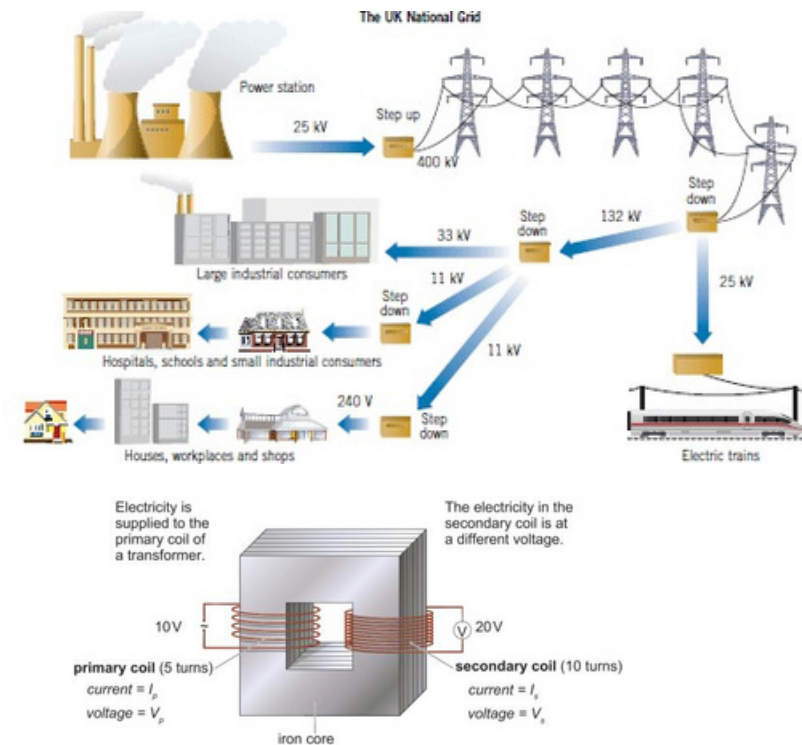 The UK National Grid
Power station
25 kV
Step up
400 kV
Step
down
132 kV
Step
down
33 kV
Large industrial consumers
25 kV
11 kV
Step
down
Hospitals, schools and small industrial consumers
11 kV
240 V
Step
down
Houses, workplaces and shops
Electric trains
Electricity is
supplied to the
primary coil of
a transformer.
The electricity in the
secondary coil is at
a different voltage.
10V
~
V
20V
primary coil (5 turns)
current = Iₚ
voltage = Vₚ
secondary coil (10 turns)
current = Iₛ
voltage = Vₛ
iron core